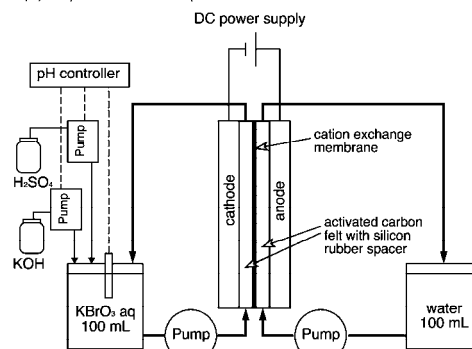 DC power supply
pH controller
Pump
H₂SO₄
Pump
KOH
cathode
anode
cation exchange
membrane
activated carbon
felt with silicon
rubber spacer
KBrO₃ aq
100 mL
Pump
Pump
water
100 mL